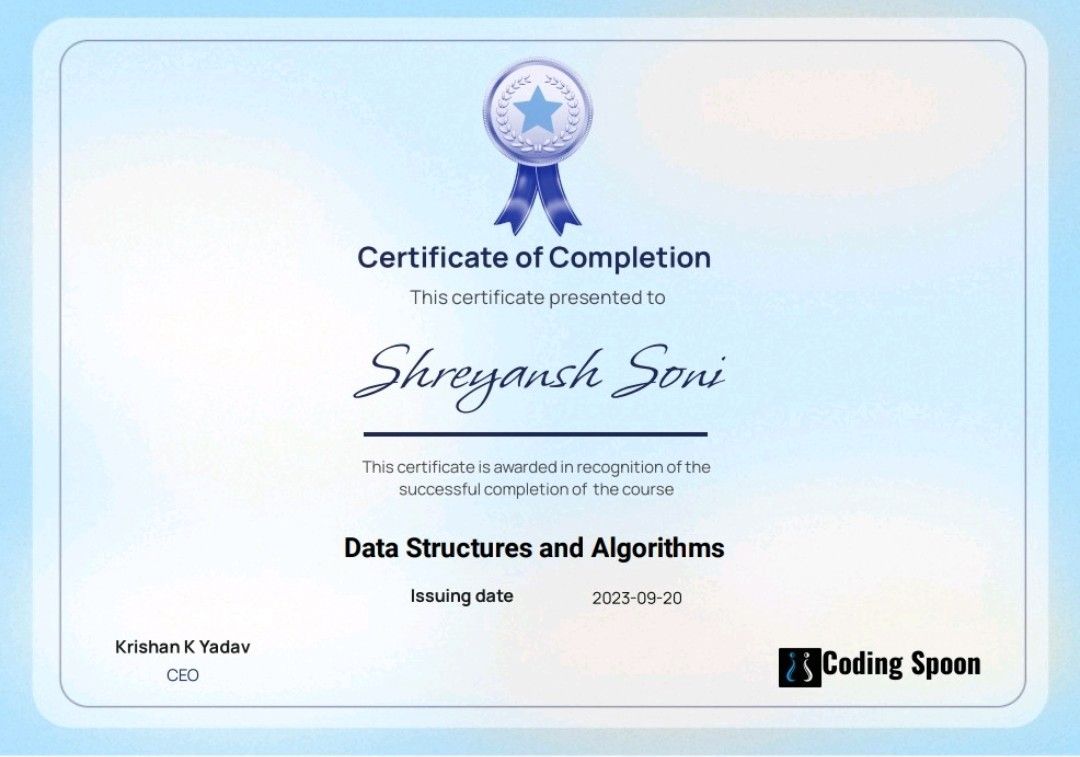 Certificate of Completion
This certificate presented to
Shreyansh Soni
This certificate is awarded in recognition of the
successful completion of the course
Data Structures and Algorithms
Issuing date 2023-09-20
Krishan K Yadav
CEO
Coding Spoon